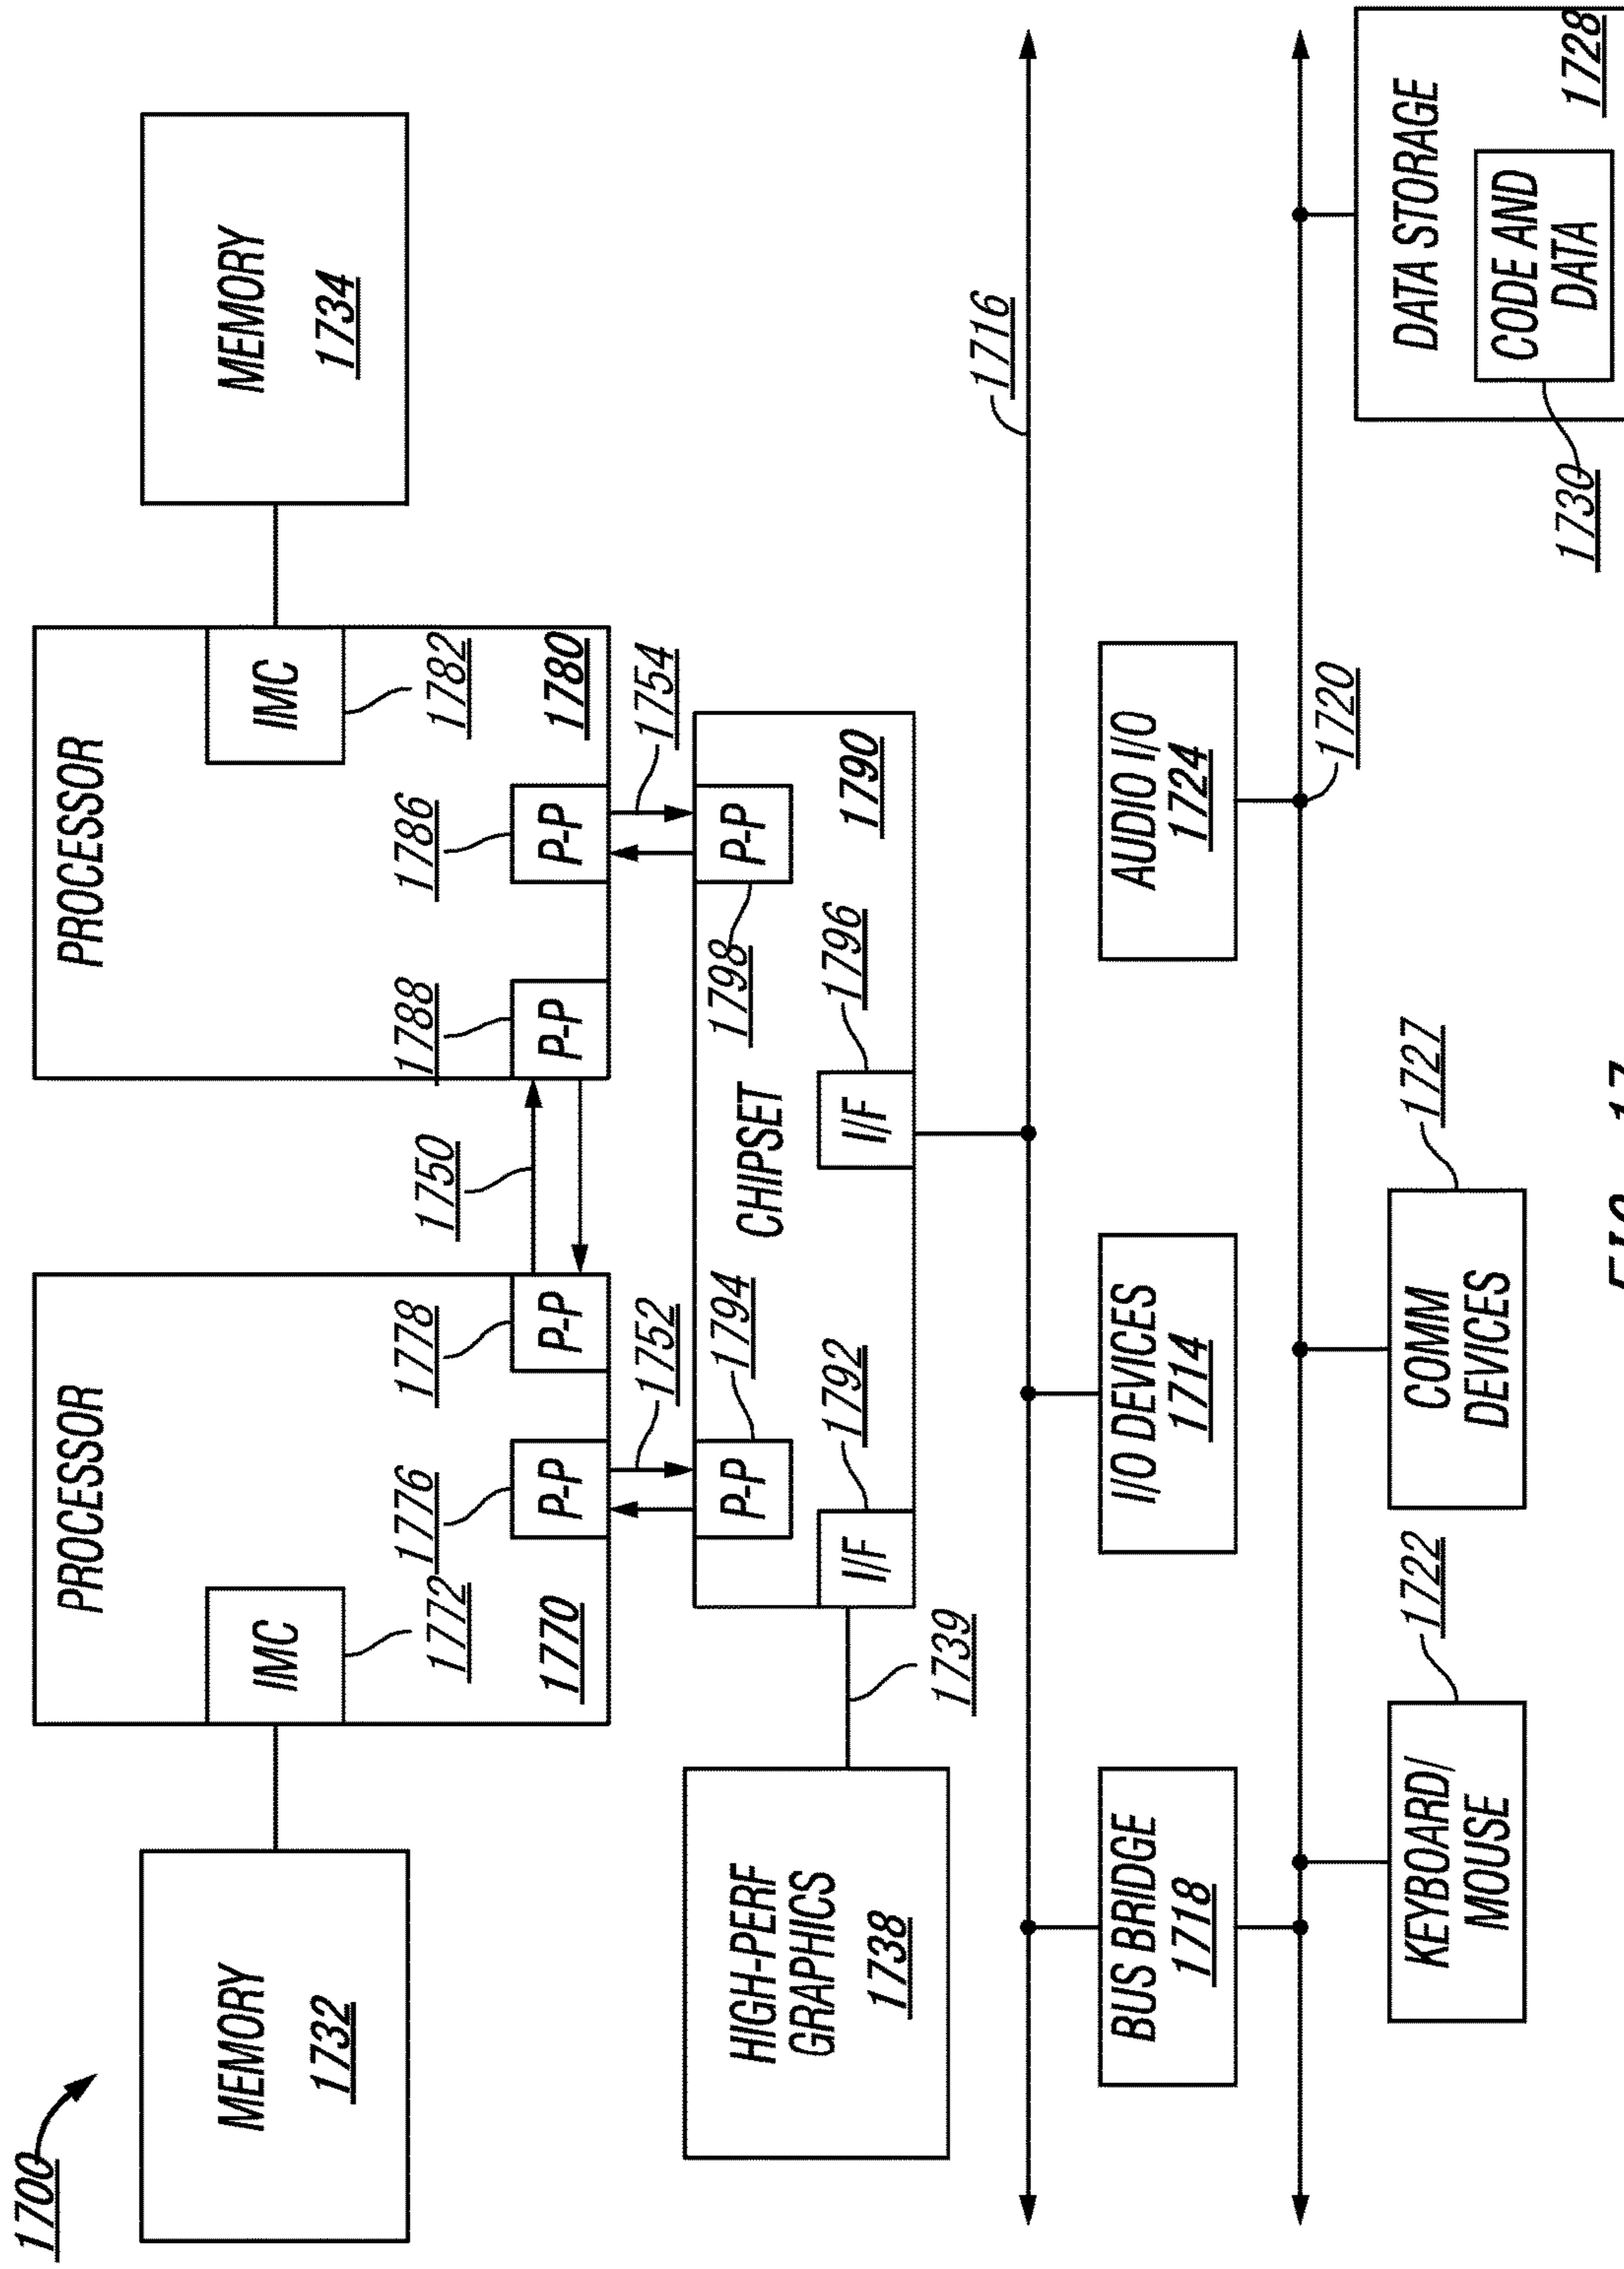 1700
MEMORY
1732
PROCESSOR
IMC
1772
1770
1776
P-P
1778
P-P
1750
PROCESSOR
1788
P-P
1786
P-P
IMC
1782
1780
MEMORY
1734
1752
1754
HIGH-PERF
GRAPHICS
1738
1739
P-P
1794
I/F
1792
CHIPSET
I/F
1796
P-P
1798
1790
1716
BUS BRIDGE
1718
I/O DEVICES
1714
AUDIO I/O
1724
1720
KEYBOARD/
MOUSE
1722
COMM
DEVICES
1727
DATA STORAGE
CODE AND
DATA
1728
1730